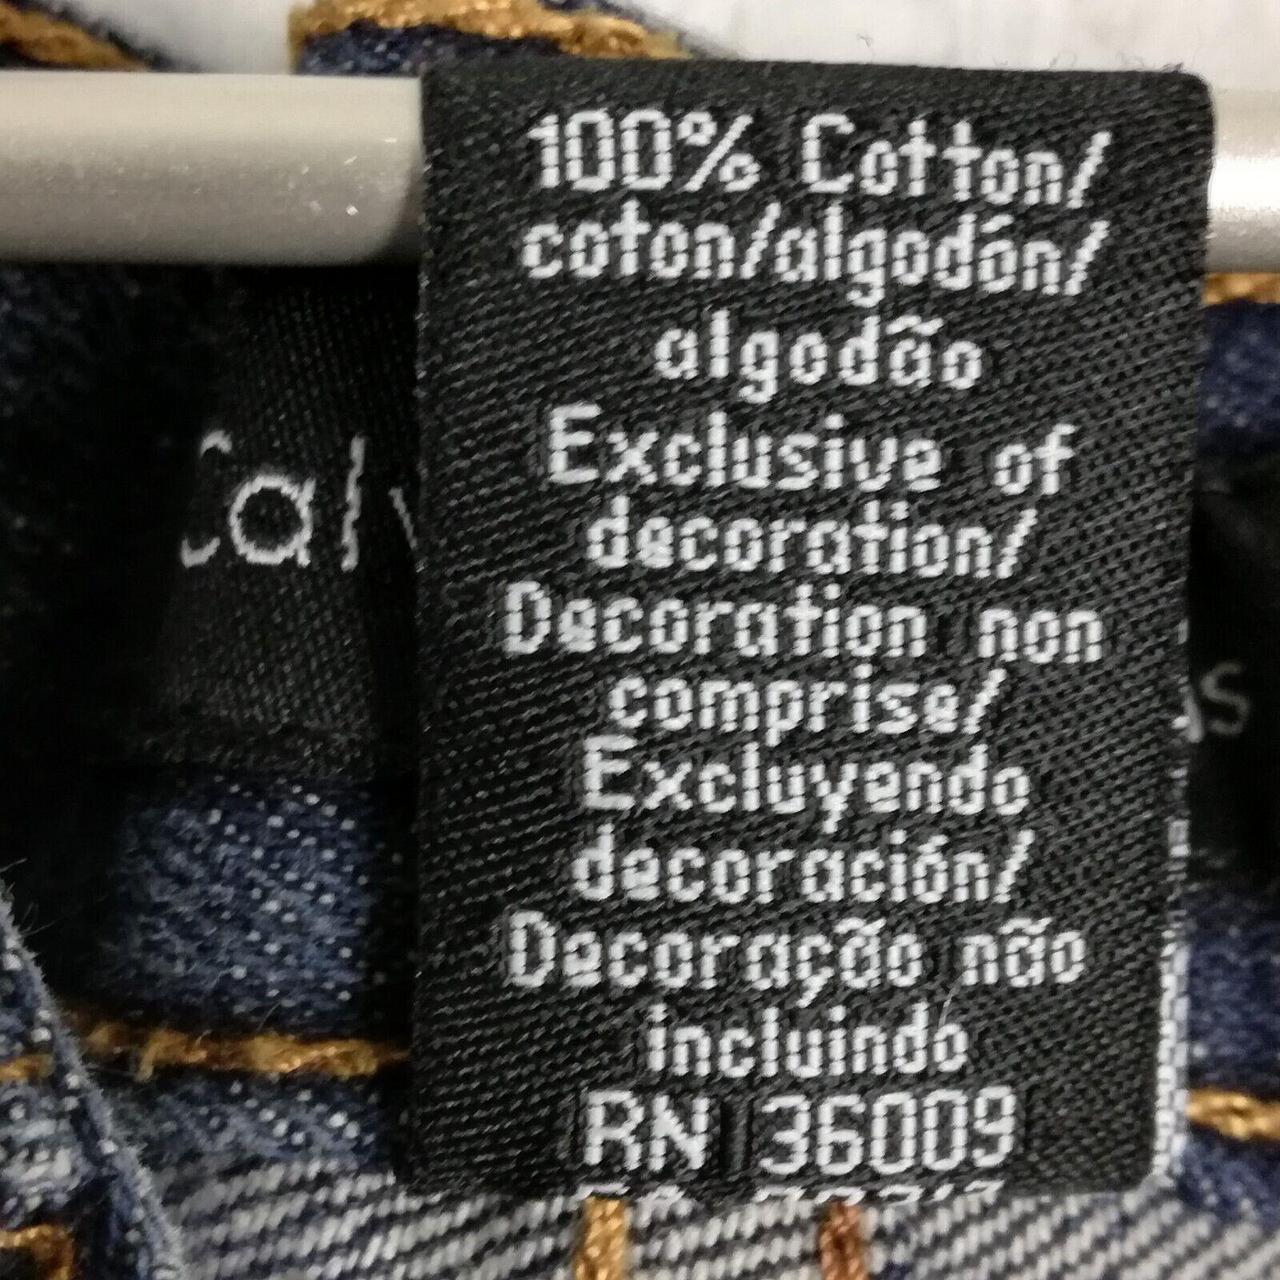 100% Cotton/
coton/algodón/
algodão
Exclusive of
decoration/
Decoration non
comprise/
Excluyendo
decoración/
Decoração não
incluindo
RN 36009